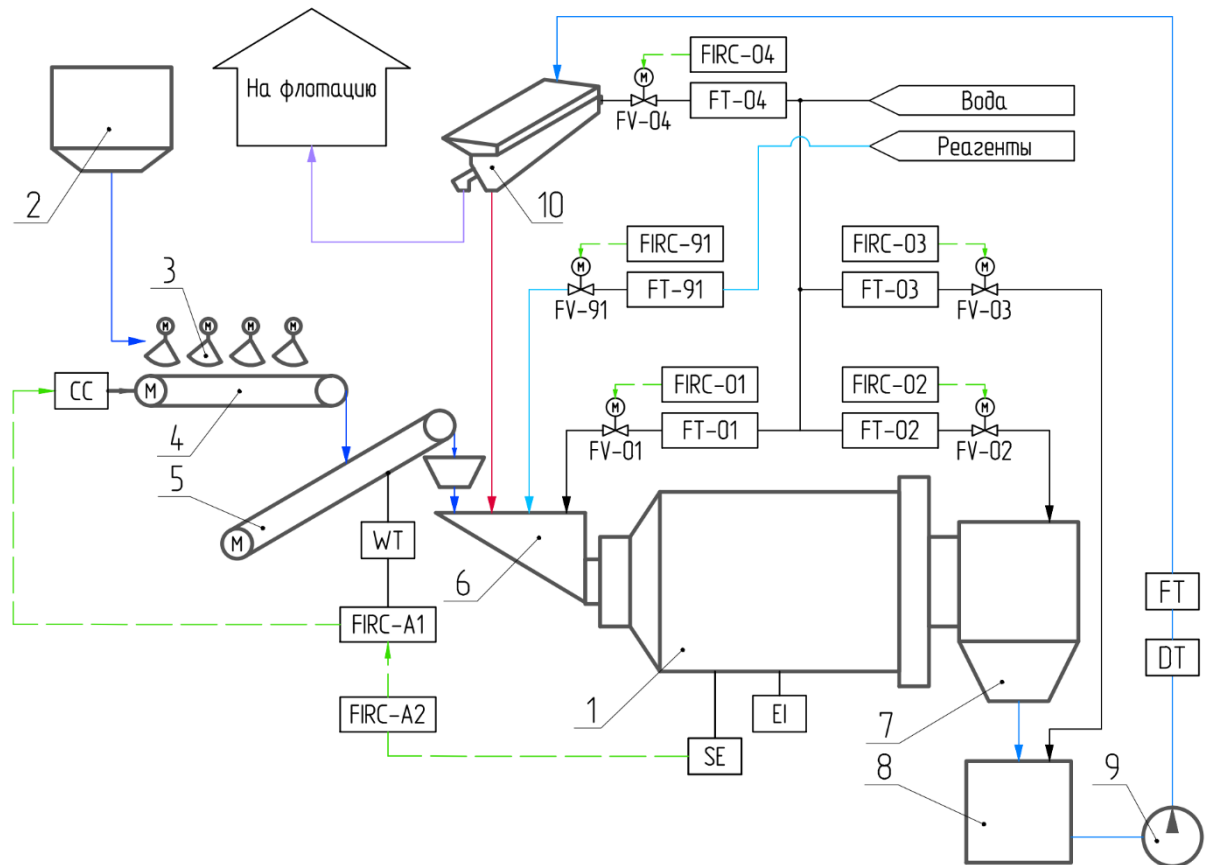 FIRC-04
На флотацию
M
FT-04
Вода
FV-04
Реагенты
2
10
FIRC-91
FIRC-03
3
M
M
FT-91
FT-03
FV-91
FV-03
M
M
M
M
CC
M
FIRC-01
FIRC-02
4
M
M
FT-01
FT-02
FV-01
FV-02
5
M
WT
6
FT
FIRC-A1
DT
FIRC-A2
1
EI
7
SE
8
9